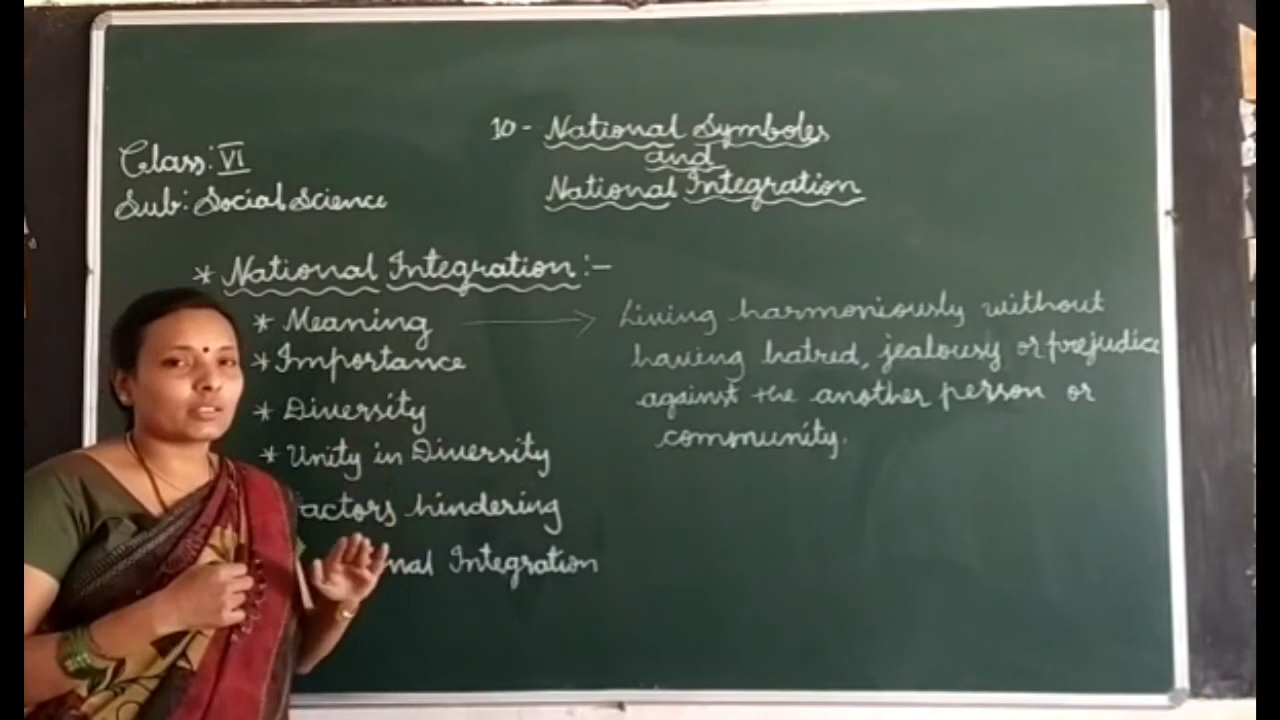 10- National Symboles
and
National Integration
Class: VI
Sub: Social Science
* National Integration :-
* Meaning → Living harmoniously without
having hatred, jealousy or prejudice
against the another person or
community.
* Importance
* Diversity
* Unity in Diversity
actors hindering
nal Integration